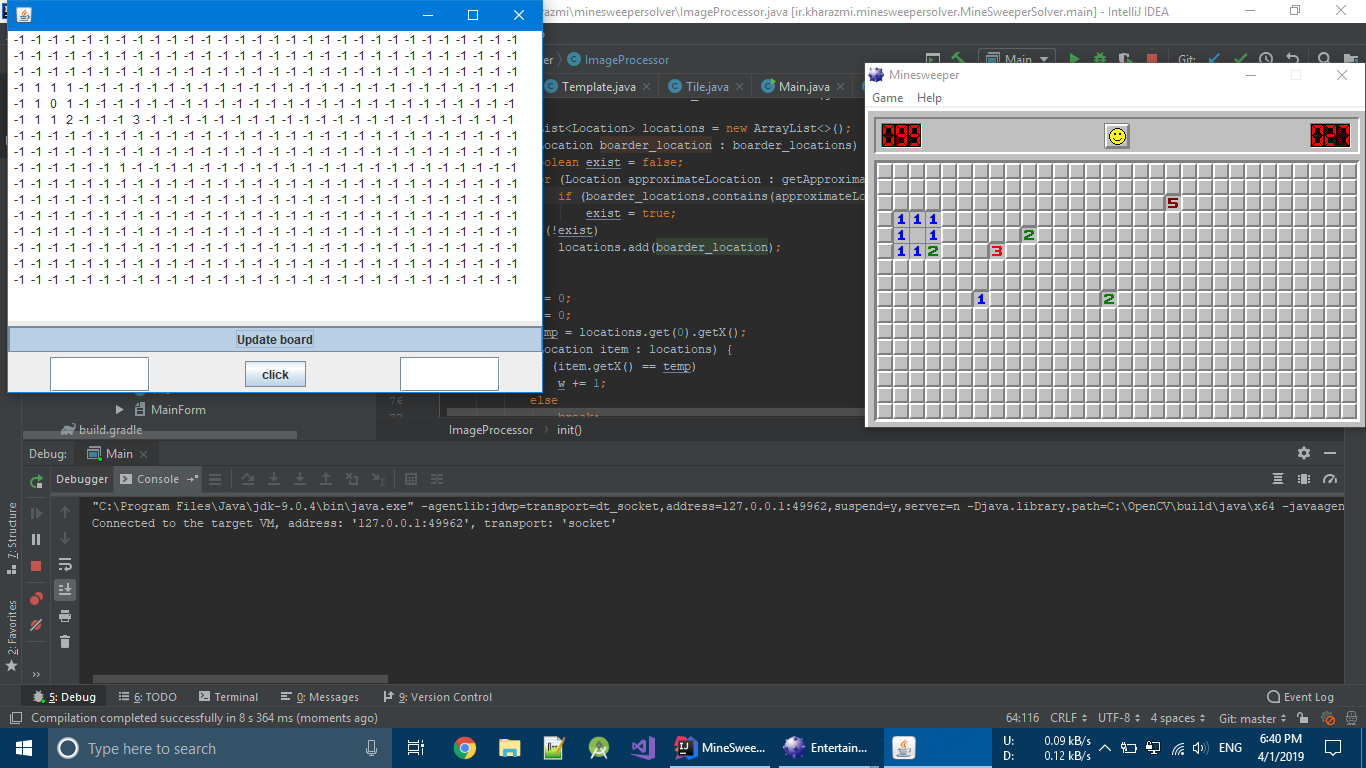 -1 -1 -1 -1 -1 -1 -1 -1 -1 -1 -1 -1 -1 -1 -1 -1 -1 -1 -1 -1 -1 -1 -1 -1 -1 -1 -1 -1 -1 -1
-1 -1 -1 -1 -1 -1 -1 -1 -1 -1 -1 -1 -1 -1 -1 -1 -1 -1 -1 -1 -1 -1 -1 -1 -1 -1 -1 -1 -1 -1
-1 -1 -1 -1 -1 -1 -1 -1 -1 -1 -1 -1 -1 -1 -1 -1 -1 -1 -1 -1 -1 -1 -1 -1 -1 -1 -1 -1 -1 -1
-1 1 1 1 -1 -1 -1 -1 -1 -1 -1 -1 -1 -1 -1 -1 -1 -1 -1 -1 -1 -1 -1 -1 -1 -1 -1 -1 -1 -1
-1 1 0 1 -1 -1 -1 -1 -1 -1 -1 -1 -1 -1 -1 -1 -1 -1 -1 -1 -1 -1 -1 -1 -1 -1 -1 -1 -1 -1
-1 1 1 2 -1 -1 -1 3 -1 -1 -1 -1 -1 -1 -1 -1 -1 -1 -1 -1 -1 -1 -1 -1 -1 -1 -1 -1 -1 -1
-1 -1 -1 -1 -1 -1 -1 -1 -1 -1 -1 -1 -1 -1 -1 -1 -1 -1 -1 -1 -1 -1 -1 -1 -1 -1 -1 -1 -1 -1
-1 -1 -1 -1 -1 -1 -1 -1 -1 -1 -1 -1 -1 -1 -1 -1 -1 -1 -1 -1 -1 -1 -1 -1 -1 -1 -1 -1 -1 -1
-1 -1 -1 -1 -1 -1 1 -1 -1 -1 -1 -1 -1 -1 -1 -1 -1 -1 -1 -1 -1 -1 -1 -1 -1 -1 -1 -1 -1 -1
-1 -1 -1 -1 -1 -1 -1 -1 -1 -1 -1 -1 -1 -1 -1 -1 -1 -1 -1 -1 -1 -1 -1 -1 -1 -1 -1 -1 -1 -1
-1 -1 -1 -1 -1 -1 -1 -1 -1 -1 -1 -1 -1 -1 -1 -1 -1 -1 -1 -1 -1 -1 -1 -1 -1 -1 -1 -1 -1 -1
-1 -1 -1 -1 -1 -1 -1 -1 -1 -1 -1 -1 -1 -1 -1 -1 -1 -1 -1 -1 -1 -1 -1 -1 -1 -1 -1 -1 -1 -1
-1 -1 -1 -1 -1 -1 -1 -1 -1 -1 -1 -1 -1 -1 -1 -1 -1 -1 -1 -1 -1 -1 -1 -1 -1 -1 -1 -1 -1 -1
-1 -1 -1 -1 -1 -1 -1 -1 -1 -1 -1 -1 -1 -1 -1 -1 -1 -1 -1 -1 -1 -1 -1 -1 -1 -1 -1 -1 -1 -1
-1 -1 -1 -1 -1 -1 -1 -1 -1 -1 -1 -1 -1 -1 -1 -1 -1 -1 -1 -1 -1 -1 -1 -1 -1 -1 -1 -1 -1 -1
-1 -1 -1 -1 -1 -1 -1 -1 -1 -1 -1 -1 -1 -1 -1 -1 -1 -1 -1 -1 -1 -1 -1 -1 -1 -1 -1 -1 -1 -1
Update board
click
zmi\minesweepersolver\ImageProcessor.java [ir.kharazmi.minesweepersolver.MineSweeperSolver.main] - IntelliJ IDEA
ImageProcessor
Main
Git:
Template.java
Tile.java
Main.java
ist<Location> locations = new ArrayList<>();
ocation boarder_location : boarder_locations)
oolean exist = false;
r (Location approximateLocation : getApproxima
if (boarder_locations.contains(approximateLo
exist = true;
(!exist)
locations.add(boarder_location);
= 0;
= 0;
mp = locations.get(0).getX();
ocation item : locations) {
(item.getX() == temp)
w += 1;
76 else
77 break;
ImageProcessor init()
Minesweeper
Game Help
099 021
5
1 1 1
1 1 2
1 1 2 3
1 2
MainForm
build.gradle
Debug: Main
Debugger Console
"C:\Program Files\Java\jdk-9.0.4\bin\java.exe" -agentlib:jdwp=transport=dt_socket,address=127.0.0.1:49962,suspend=y,server=n -Djava.library.path=C:\OpenCV\build\java\x64 -javaagen
Connected to the target VM, address: '127.0.0.1:49962', transport: 'socket'
7: Structure
2: Favorites
5: Debug 6: TODO Terminal 0: Messages 9: Version Control Event Log
Compilation completed successfully in 8 s 364 ms (moments ago) 64:116 CRLF UTF-8 4 spaces Git: master
Type here to search MineSwee... Entertain... U: 0.09 kB/s ENG 6:40 PM
D: 0.12 kB/s 4/1/2019